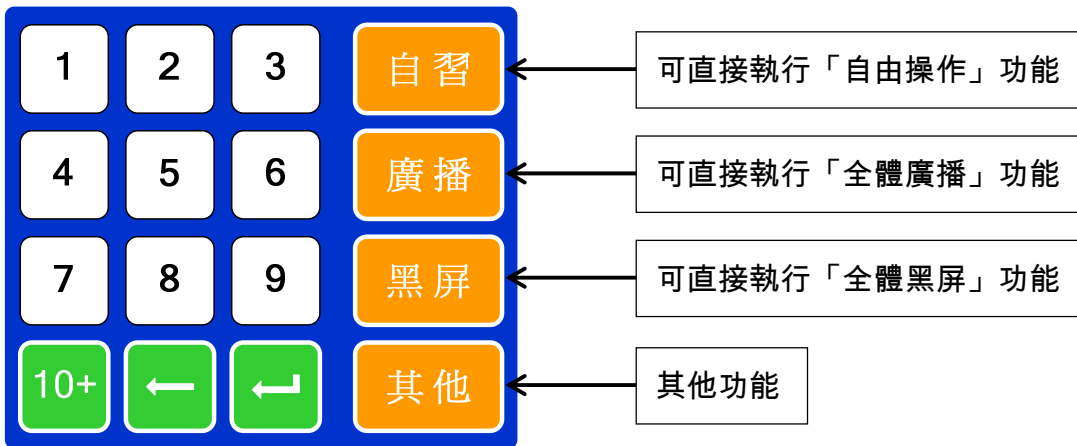 1 2 3 自習 可直接執行「自由操作」功能
4 5 6 廣播 可直接執行「全體廣播」功能
7 8 9 黑屏 可直接執行「全體黑屏」功能
10+ ← ↵ 其他 其他功能